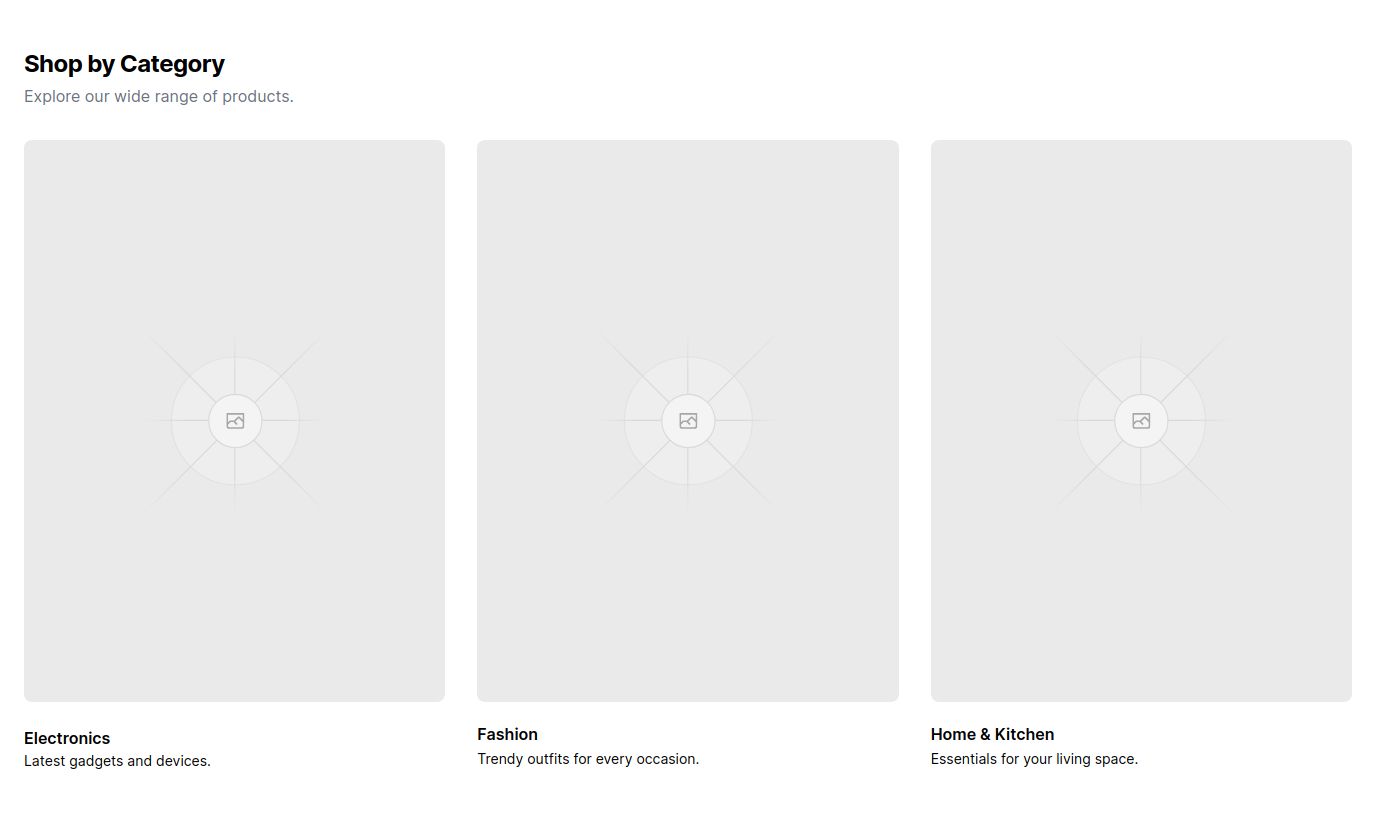 Shop by Category
Explore our wide range of products.
Electronics
Latest gadgets and devices.
Fashion
Trendy outfits for every occasion.
Home & Kitchen
Essentials for your living space.